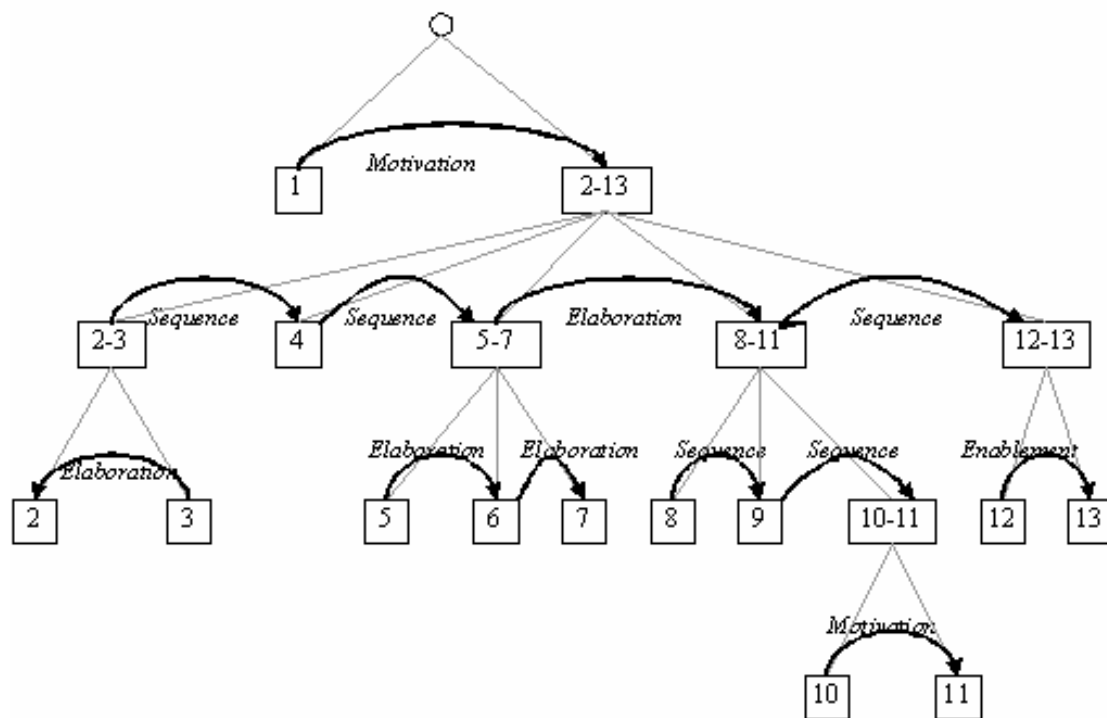 Motivation
1 2-13
Sequence Sequence Elaboration Sequence
2-3 4 5-7 8-11 12-13
Elaboration Elaboration Elaboration Sequence Sequence Enablement
2 3 5 6 7 8 9 10-11 12 13
Motivation
10 11